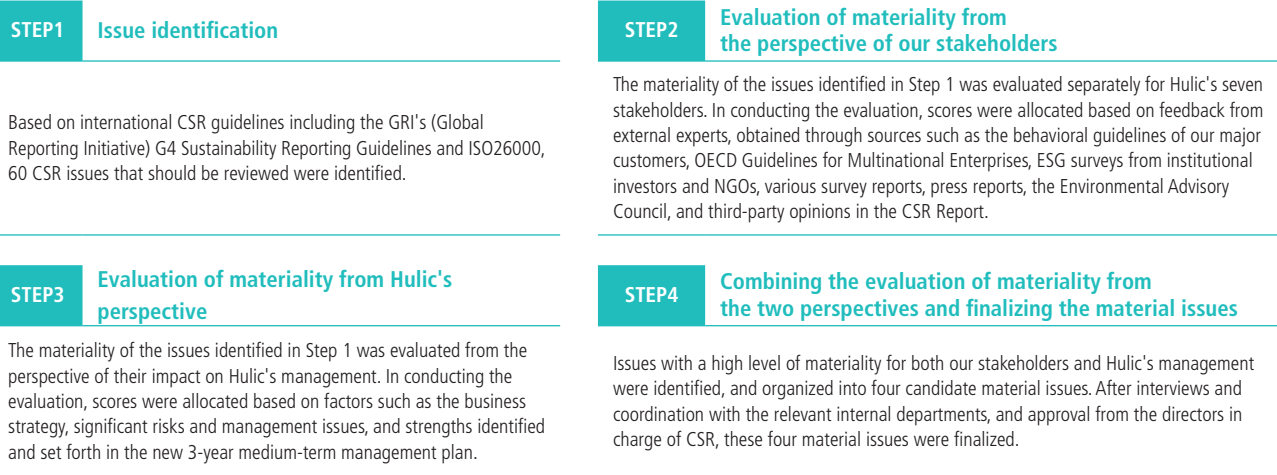 STEP1
Issue identification
Based on international CSR guidelines including the GRI's (Global
Reporting Initiative) G4 Sustainability Reporting Guidelines and ISO26000,
60 CSR issues that should be reviewed were identified.
STEP2
Evaluation of materiality from
the perspective of our stakeholders
The materiality of the issues identified in Step 1 was evaluated separately for Hulic's seven
stakeholders. In conducting the evaluation, scores were allocated based on feedback from
external experts, obtained through sources such as the behavioral guidelines of our major
customers, OECD Guidelines for Multinational Enterprises, ESG surveys from institutional
investors and NGOs, various survey reports, press reports, the Environmental Advisory
Council, and third-party opinions in the CSR Report.
STEP3
Evaluation of materiality from Hulic's
perspective
The materiality of the issues identified in Step 1 was evaluated from the
perspective of their impact on Hulic's management. In conducting the
evaluation, scores were allocated based on factors such as the business
strategy, significant risks and management issues, and strengths identified
and set forth in the new 3-year medium-term management plan.
STEP4
Combining the evaluation of materiality from
the two perspectives and finalizing the material issues
Issues with a high level of materiality for both our stakeholders and Hulic's management
were identified, and organized into four candidate material issues. After interviews and
coordination with the relevant internal departments, and approval from the directors in
charge of CSR, these four material issues were finalized.